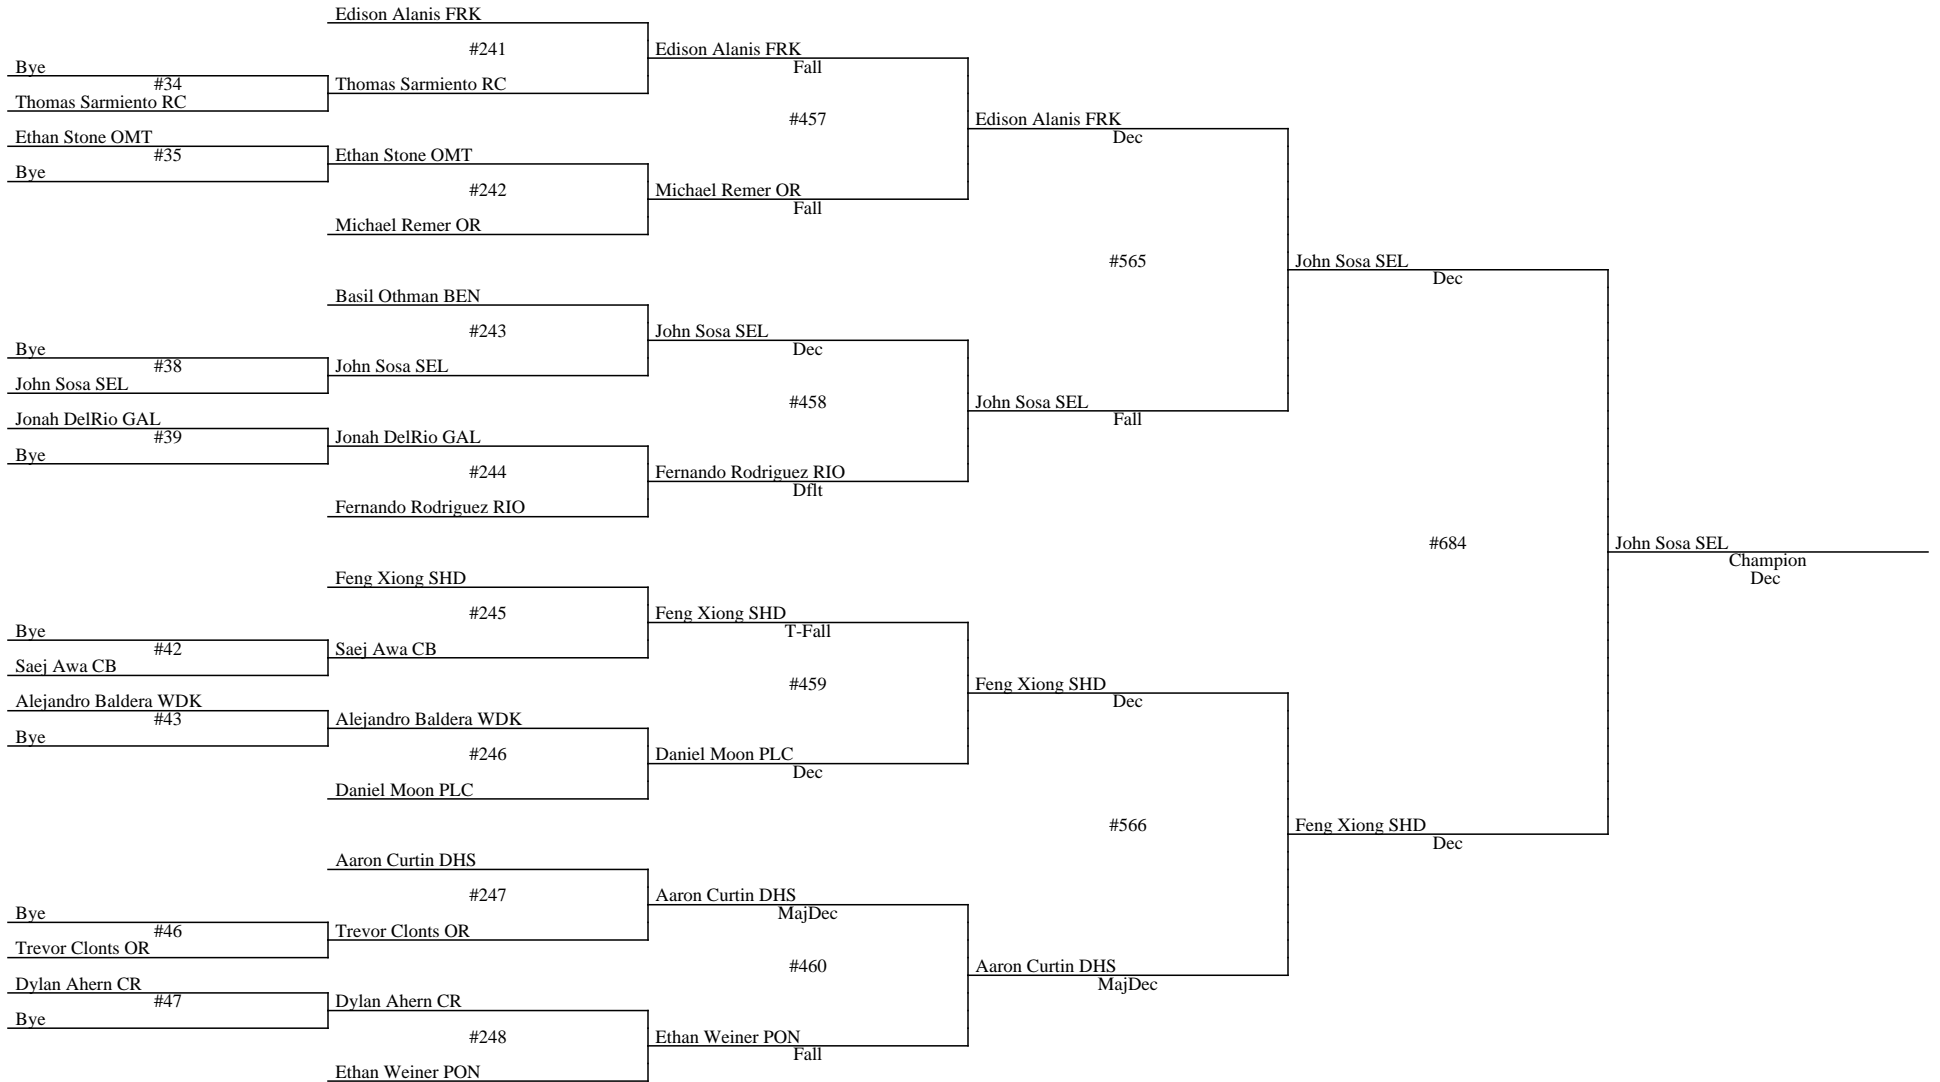 Edison Alanis FRK
#241
Edison Alanis FRK
Bye
Fall
#34
Thomas Sarmiento RC
Thomas Sarmiento RC
#457
Edison Alanis FRK
Ethan Stone OMT
Dec
#35
Ethan Stone OMT
Bye
#242
Michael Remer OR
Fall
Michael Remer OR
#565
John Sosa SEL
Dec
Basil Othman BEN
#243
John Sosa SEL
Bye
Dec
#38
John Sosa SEL
John Sosa SEL
#458
John Sosa SEL
Jonah DelRio GAL
Fall
#39
Jonah DelRio GAL
Bye
#244
Fernando Rodriguez RIO
Dflt
Fernando Rodriguez RIO
#684
John Sosa SEL
Champion
Dec
Feng Xiong SHD
#245
Feng Xiong SHD
Bye
T-Fall
#42
Saej Awa CB
Saej Awa CB
#459
Feng Xiong SHD
Alejandro Baldera WDK
Dec
#43
Alejandro Baldera WDK
Bye
#246
Daniel Moon PLC
Dec
Daniel Moon PLC
#566
Feng Xiong SHD
Dec
Aaron Curtin DHS
#247
Aaron Curtin DHS
Bye
MajDec
#46
Trevor Clonts OR
Trevor Clonts OR
#460
Aaron Curtin DHS
Dylan Ahern CR
MajDec
#47
Dylan Ahern CR
Bye
#248
Ethan Weiner PON
Fall
Ethan Weiner PON